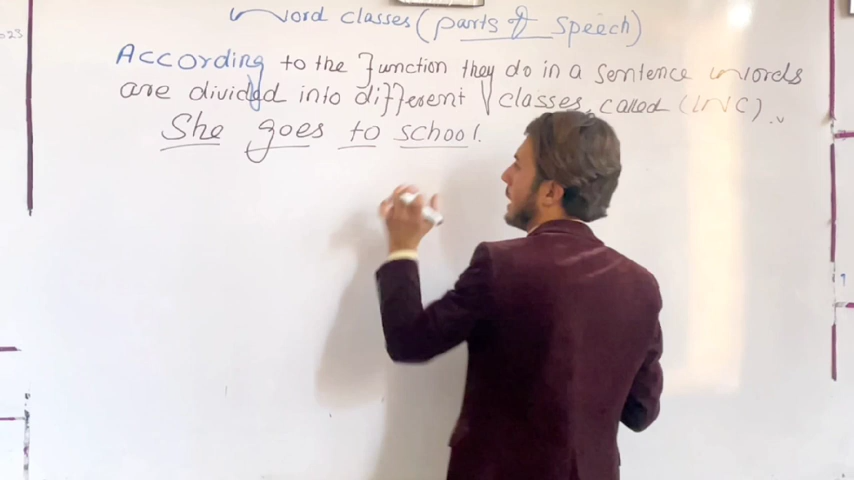 Word classes (parts of speech)
According to the function they do in a sentence words
are divided into different classes, called (WC).
She goes to school.